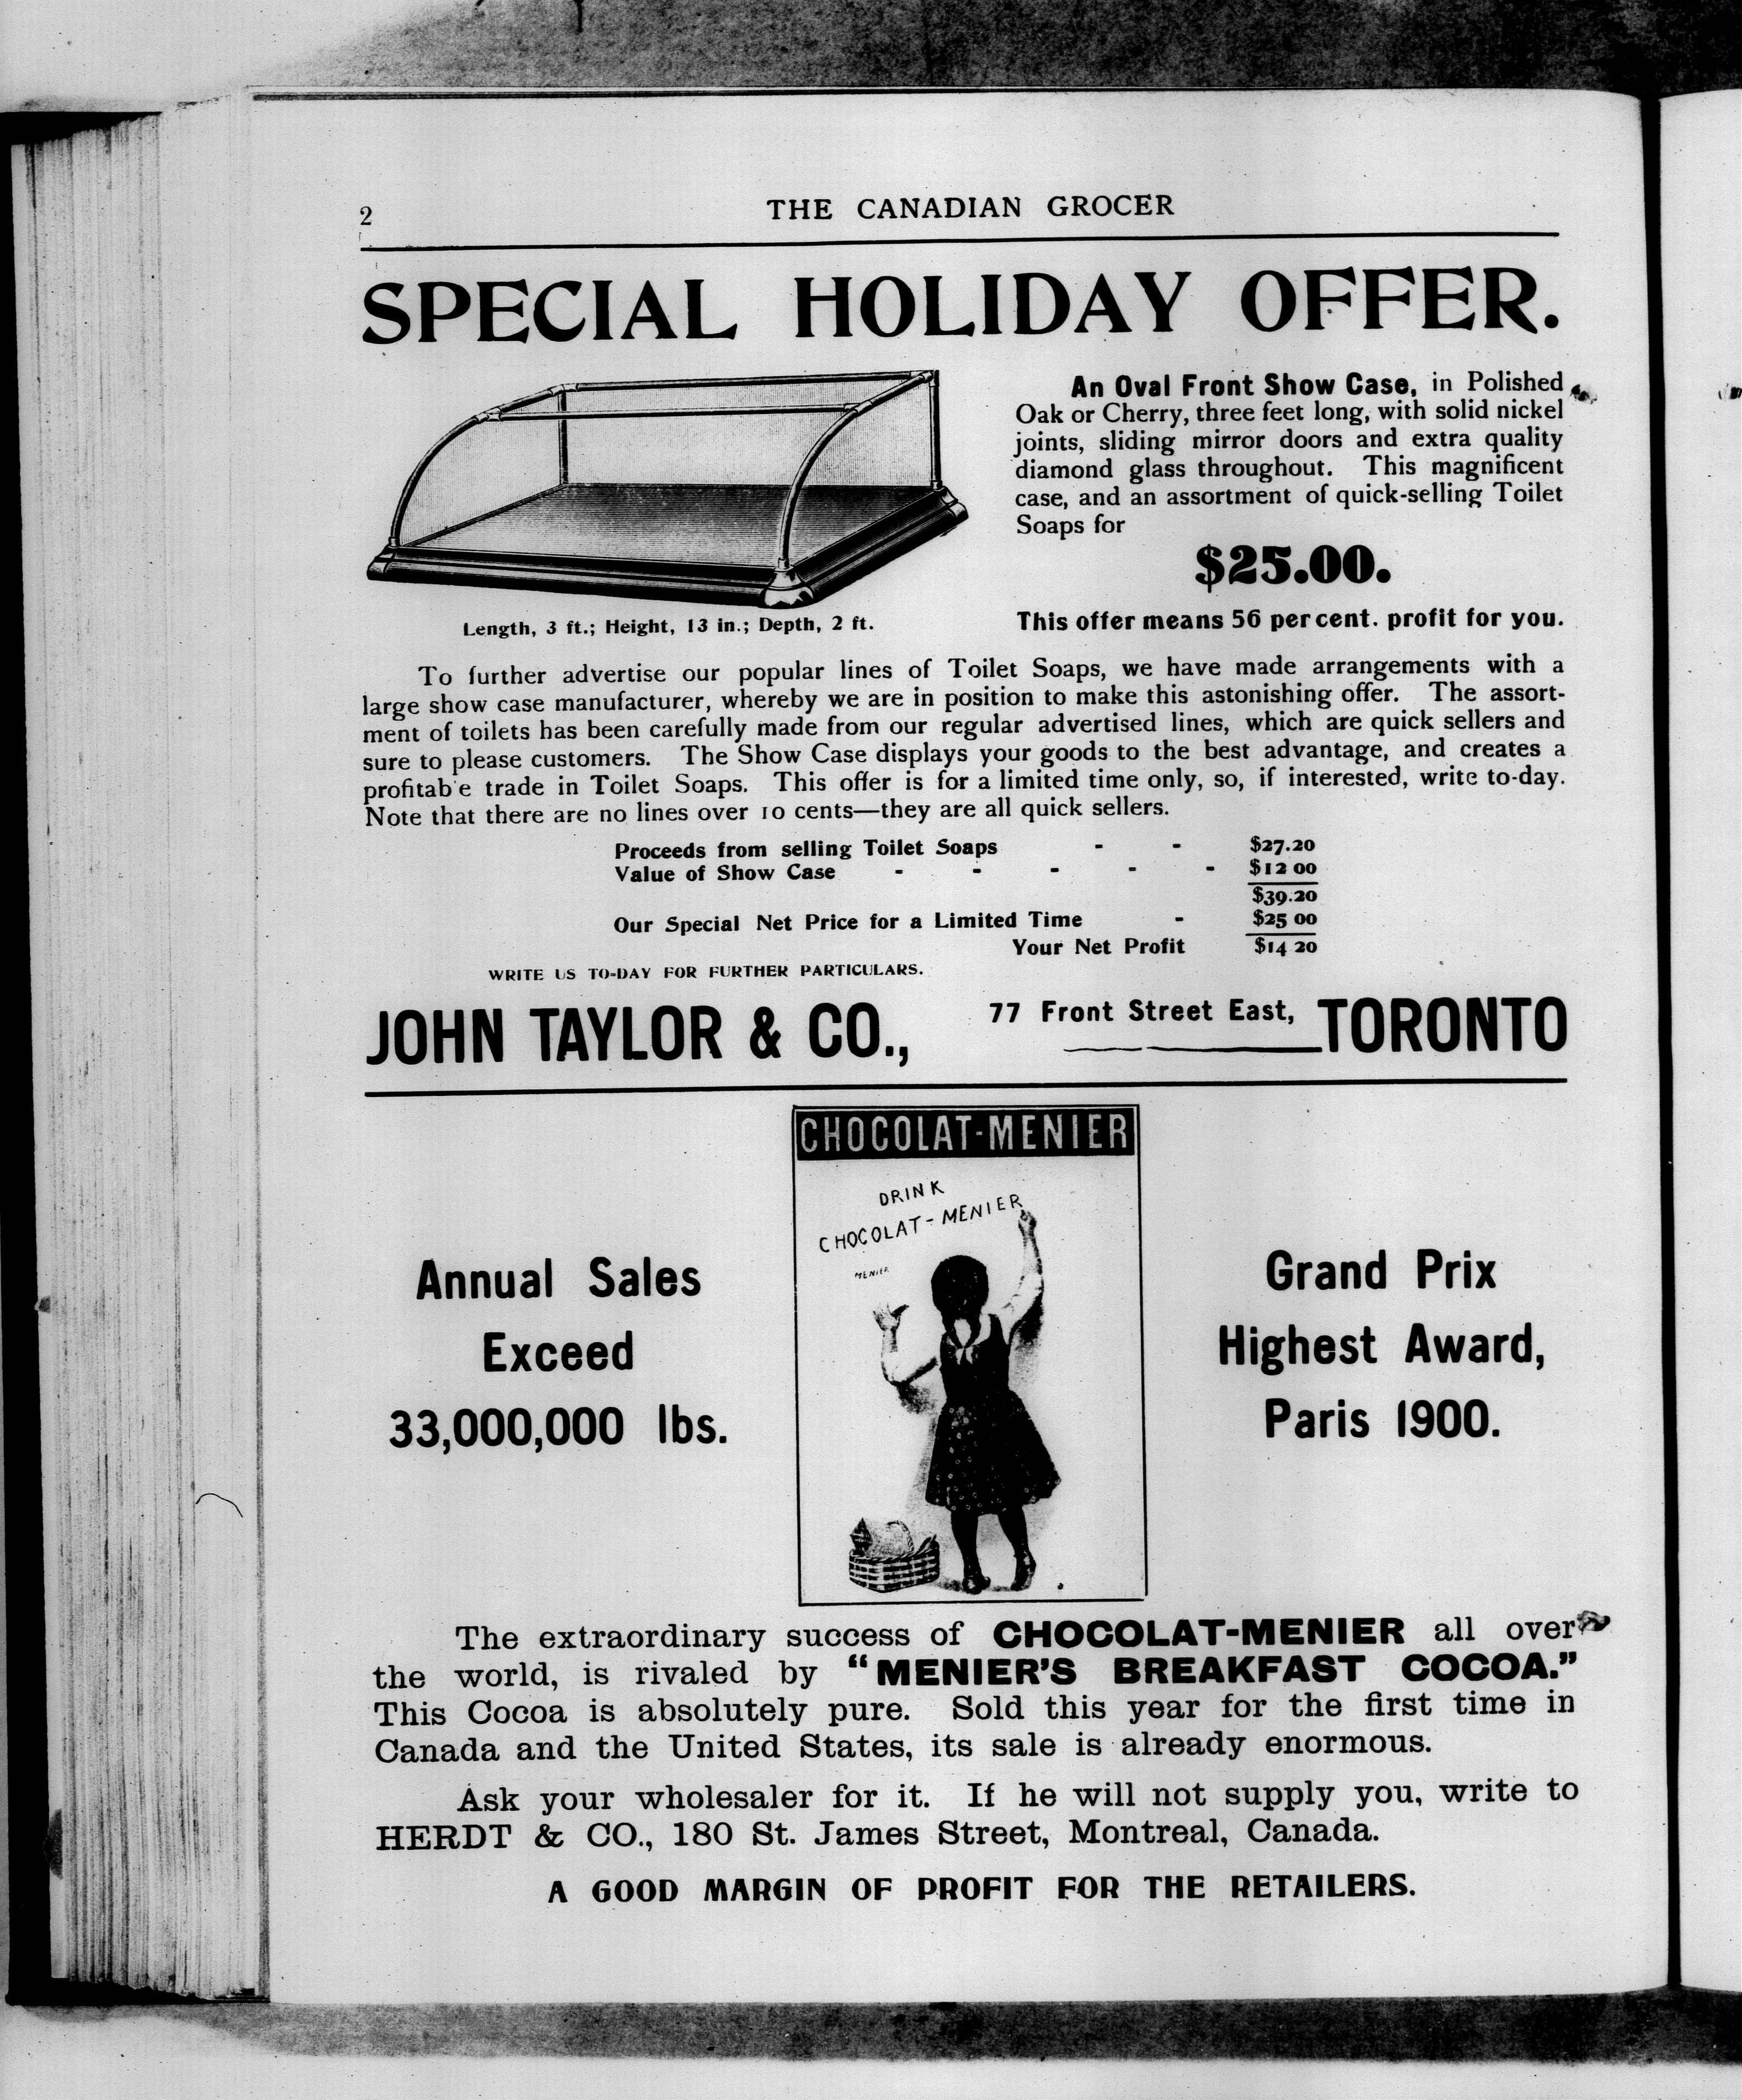 2
THE CANADIAN GROCER
SPECIAL HOLIDAY OFFER.
An Oval Front Show Case, in Polished
Oak or Cherry, three feet long, with solid nickel
joints, sliding mirror doors and extra quality
diamond glass throughout. This magnificent
case, and an assortment of quick-selling Toilet
Soaps for
$25.00.
This offer means 56 per cent. profit for you.
Length, 3 ft.; Height, 13 in.; Depth, 2 ft.
To further advertise our popular lines of Toilet Soaps, we have made arrangements with a
large show case manufacturer, whereby we are in position to make this astonishing offer. The assort-
ment of toilets has been carefully made from our regular advertised lines, which are quick sellers and
sure to please customers. The Show Case displays your goods to the best advantage, and creates a
profitab e trade in Toilet Soaps. This offer is for a limited time only, so, if interested, write to-day.
Note that there are no lines over 10 cents—they are all quick sellers.
Proceeds from selling Toilet Soaps - - $27.20
Value of Show Case - - - - - $12 00
$39.20
Our Special Net Price for a Limited Time - $25 00
Your Net Profit $14 20
WRITE US TO-DAY FOR FURTHER PARTICULARS.
JOHN TAYLOR & CO., 77 Front Street East, TORONTO
CHOCOLAT-MENIER
DRINK
CHOCOLAT-MENIER
MENIER
Annual Sales
Exceed
33,000,000 lbs.
Grand Prix
Highest Award,
Paris 1900.
The extraordinary success of CHOCOLAT-MENIER all over
the world, is rivaled by "MENIER'S BREAKFAST COCOA."
This Cocoa is absolutely pure. Sold this year for the first time in
Canada and the United States, its sale is already enormous.
Ask your wholesaler for it. If he will not supply you, write to
HERDT & CO., 180 St. James Street, Montreal, Canada.
A GOOD MARGIN OF PROFIT FOR THE RETAILERS.